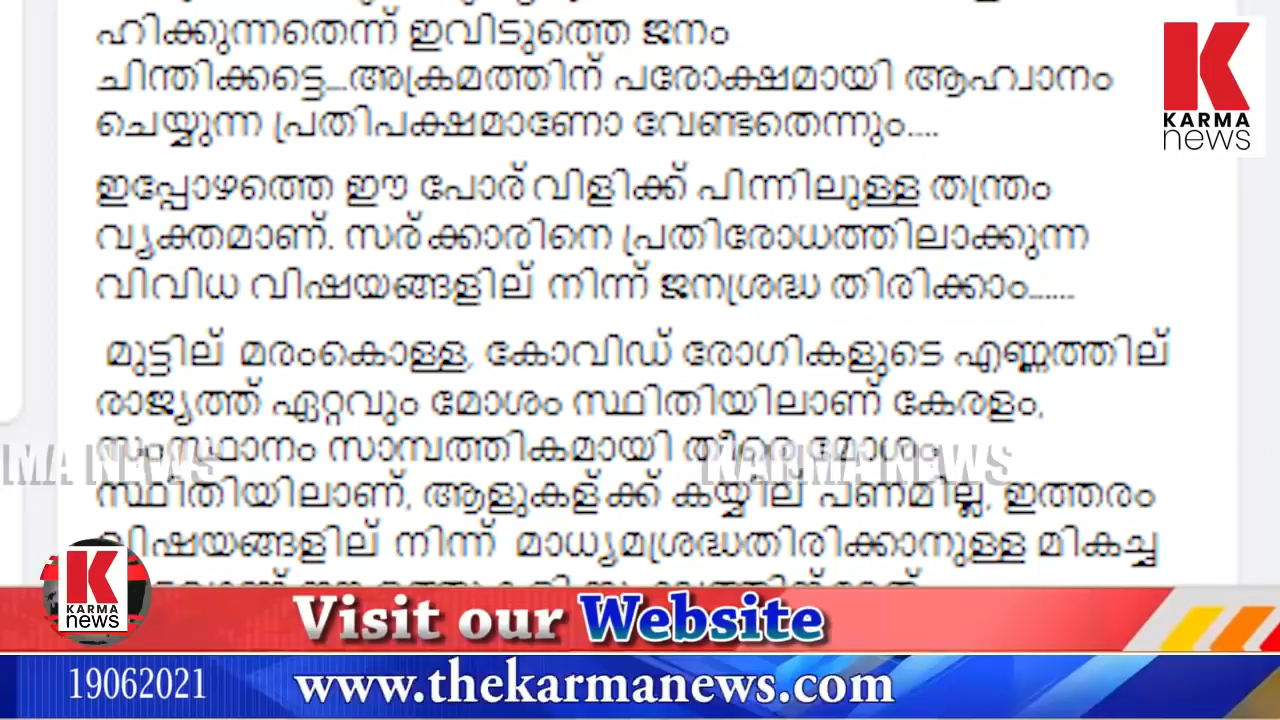 ഹിക്കുന്നതെന്ന് ഇവിടുത്തെ ജനം
ചിന്തിക്കട്ടെ...അക്രമത്തിന് പരോക്ഷമായി ആഹ്വാനം
ചെയ്യുന്ന പ്രതിപക്ഷമാണോ വേണ്ടതെന്നും....
ഇപ്പോഴത്തെ ഈ പോര് വിളിക്ക് പിന്നിലുള്ള തന്ത്രം
വ്യക്തമാണ്. സര്ക്കാരിനെ പ്രതിരോധത്തിലാക്കുന്ന
വിവിധ വിഷയങ്ങളില് നിന്ന് ജനശ്രദ്ധ തിരിക്കാം......
മുട്ടില് മരംകൊള്ള, കോവിഡ് രോഗികളുടെ എണ്ണത്തില്
രാജ്യത്ത് ഏറ്റവും മോശം സ്ഥിതിയിലാണ് കേരളം,
സംസ്ഥാനം സാമ്പത്തികമായി തീരെ മോശം
സ്ഥിതിയിലാണ്, ആളുകള്ക്ക് കയ്യില് പണമില്ല, ഇത്തരം
വിഷയങ്ങളില് നിന്ന് മാധ്യമശ്രദ്ധതിരിക്കാനുള്ള മികച്ച
KARMA
news
KARMA NEWS
KARMA
news
Visit our Website
19062021
www.thekarmanews.com